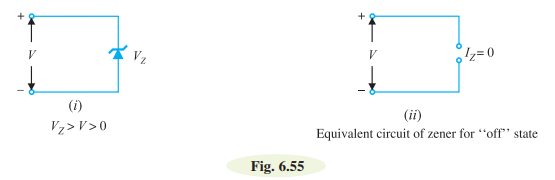 +
V
V_Z
–
(i)
V_Z > V > 0
+
V
I_Z = 0
–
(ii)
Equivalent circuit of zener for ‘‘off’’ state
Fig. 6.55